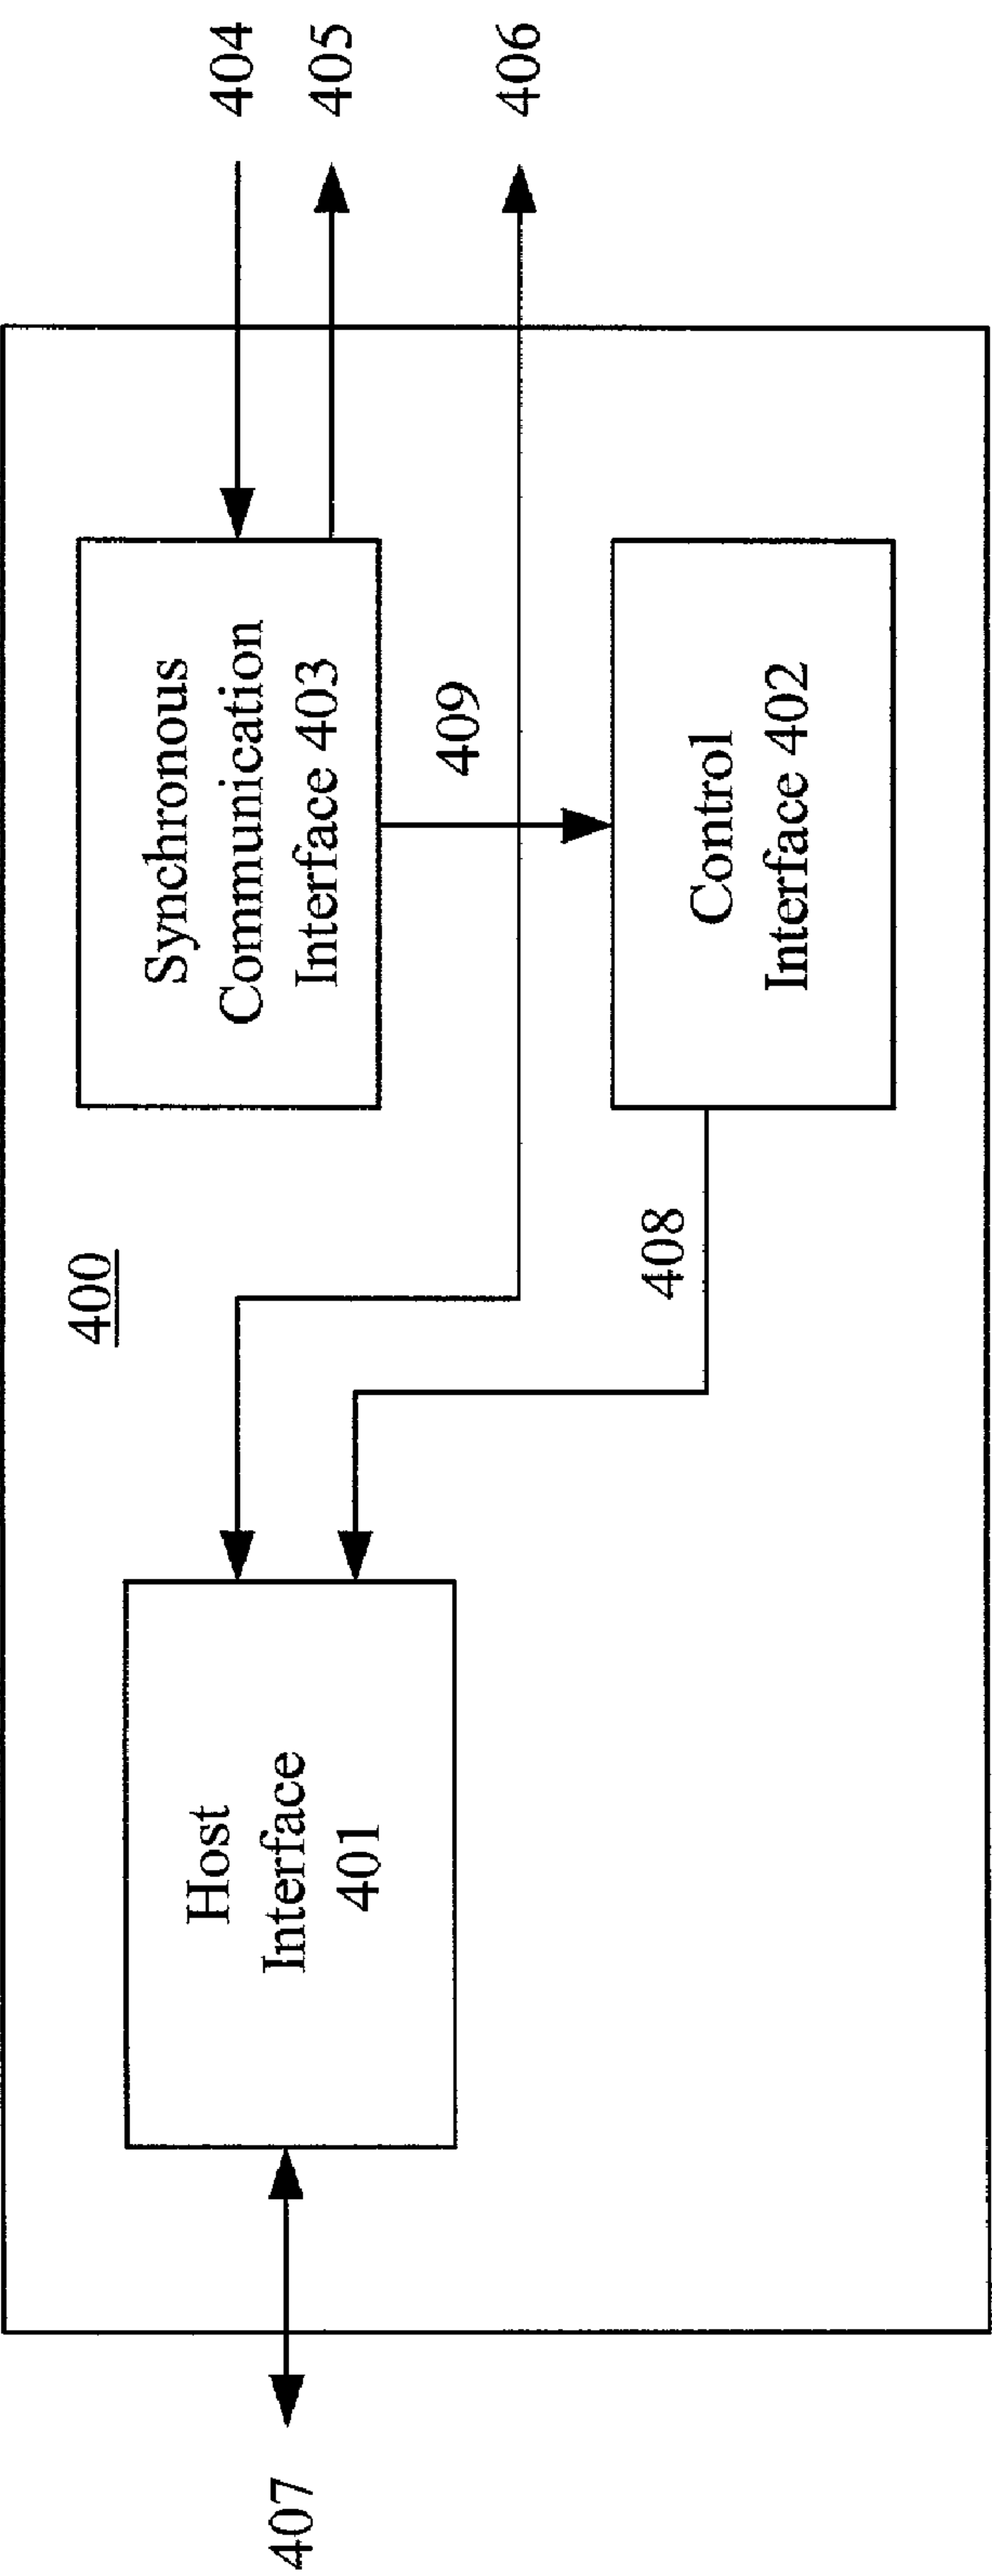 400
Host
Interface
401
Synchronous
Communication
Interface 403
Control
Interface 402
404
405
406
407
408
409